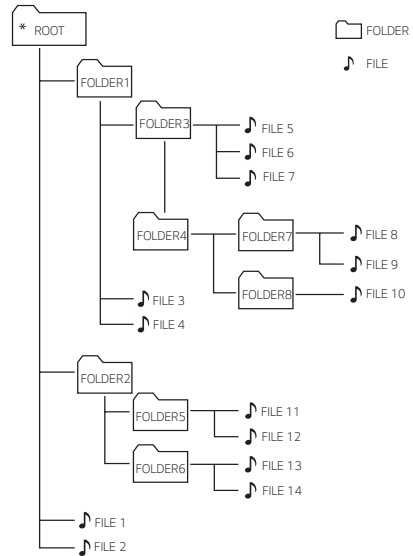 * ROOT
FOLDER
FILE
FOLDER1
FOLDER3
FILE 5
FILE 6
FILE 7
FOLDER4
FOLDER7
FILE 8
FILE 9
FOLDER8
FILE 10
FILE 3
FILE 4
FOLDER2
FOLDER5
FILE 11
FILE 12
FOLDER6
FILE 13
FILE 14
FILE 1
FILE 2